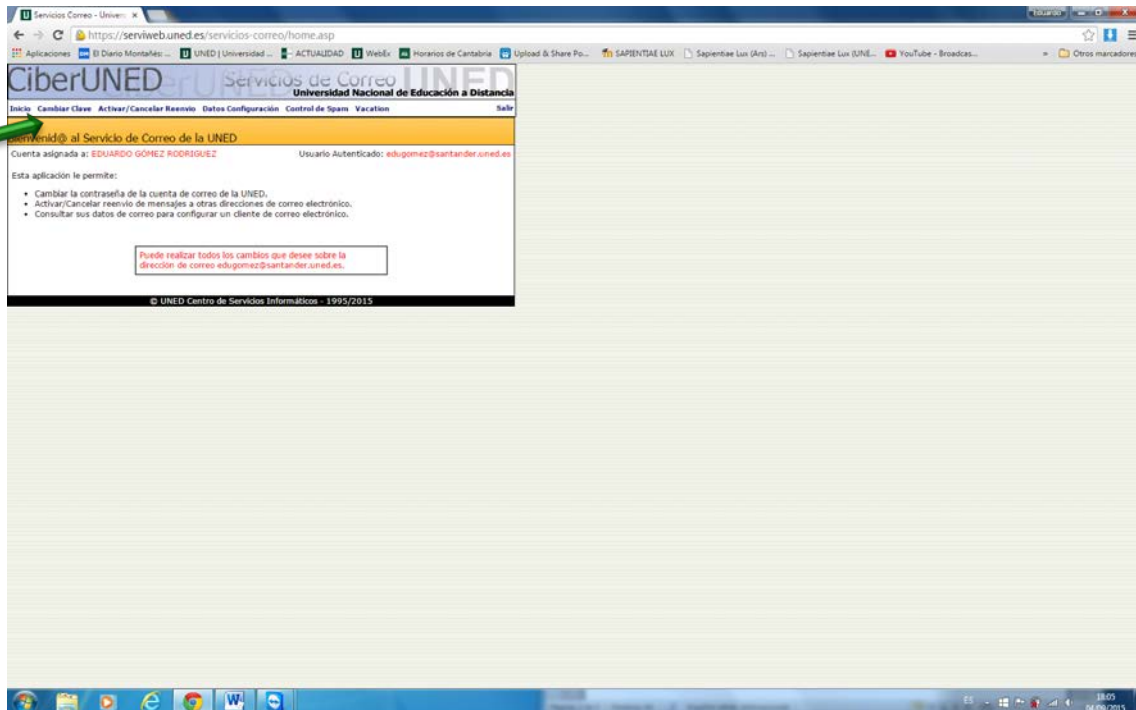 Servicios Correo - Univers
Eduardo
https://serviweb.uned.es/servicios-correo/home.asp
Aplicaciones El Diario Montañés: ... UNED | Universidad ... ACTUALIDAD WebEx Horarios de Cantabria Upload & Share Po... SAPIENTIAE LUX Sapientiae Lux (Ars) ... Sapientiae Lux (UNE... YouTube - Broadcas... » Otros marcadores
CiberUNED Servicios de Correo UNED
Universidad Nacional de Educación a Distancia
Inicio Cambiar Clave Activar/Cancelar Reenvio Datos Configuración Control de Spam Vacation Salir
Bienvenid@ al Servicio de Correo de la UNED
Cuenta asignada a: EDUARDO GÓMEZ RODRIGUEZ Usuario Autenticado: edugomez@santander.uned.es
Esta aplicación le permite:
• Cambiar la contraseña de la cuenta de correo de la UNED.
• Activar/Cancelar reenvio de mensajes a otras direcciones de correo electrónico.
• Consultar sus datos de correo para configurar un cliente de correo electrónico.
Puede realizar todos los cambios que desee sobre la
dirección de correo edugomez@santander.uned.es.
© UNED Centro de Servicios Informáticos - 1995/2015
ES 18:05
04/09/2015